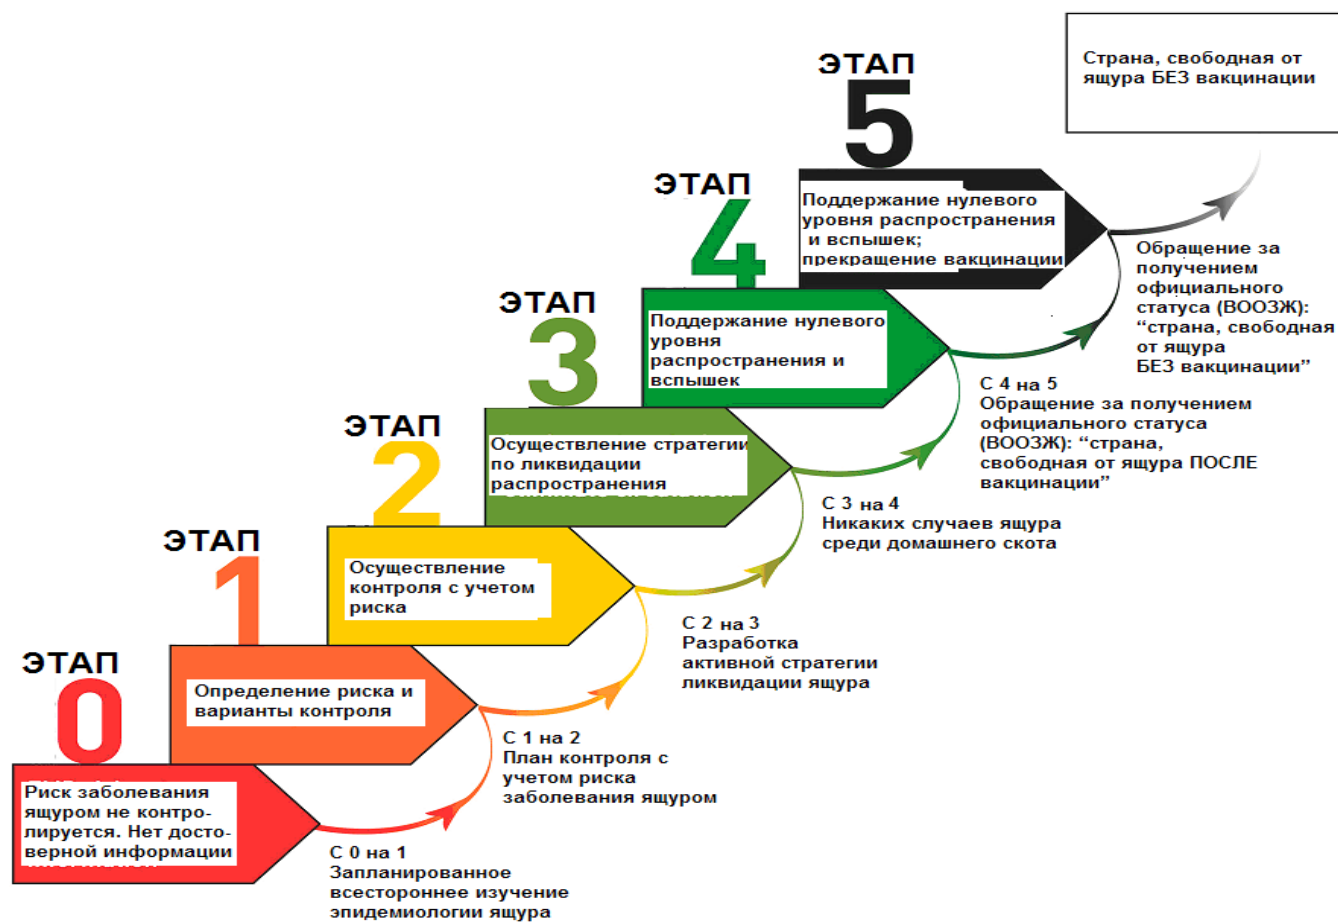 Страна, свободная от
ящура БЕЗ вакцинации
ЭТАП
5
Поддержание нулевого
уровня распространения
и вспышек;
прекращение вакцинации
Обращение за
получением
официального
статуса (ВООЗЖ):
“страна, свободная
от ящура
БЕЗ вакцинации”
ЭТАП
4
Поддержание нулевого
уровня
распространения и
вспышек
С 4 на 5
Обращение за получением
официального статуса
(ВООЗЖ): “страна,
свободная от ящура ПОСЛЕ
вакцинации”
ЭТАП
3
Осуществление стратегии
по ликвидации
распространения
С 3 на 4
Никаких случаев ящура
среди домашнего скота
ЭТАП
2
Осуществление
контроля с учетом
риска
С 2 на 3
Разработка
активной стратегии
ликвидации ящура
ЭТАП
1
Определение риска и
варианты контроля
С 1 на 2
План контроля с
учетом риска
заболевания ящуром
ЭТАП
0
Риск заболевания
ящуром не контро-
лируется. Нет досто-
верной информации
С 0 на 1
Запланированное
всестороннее изучение
эпидемиологии ящура